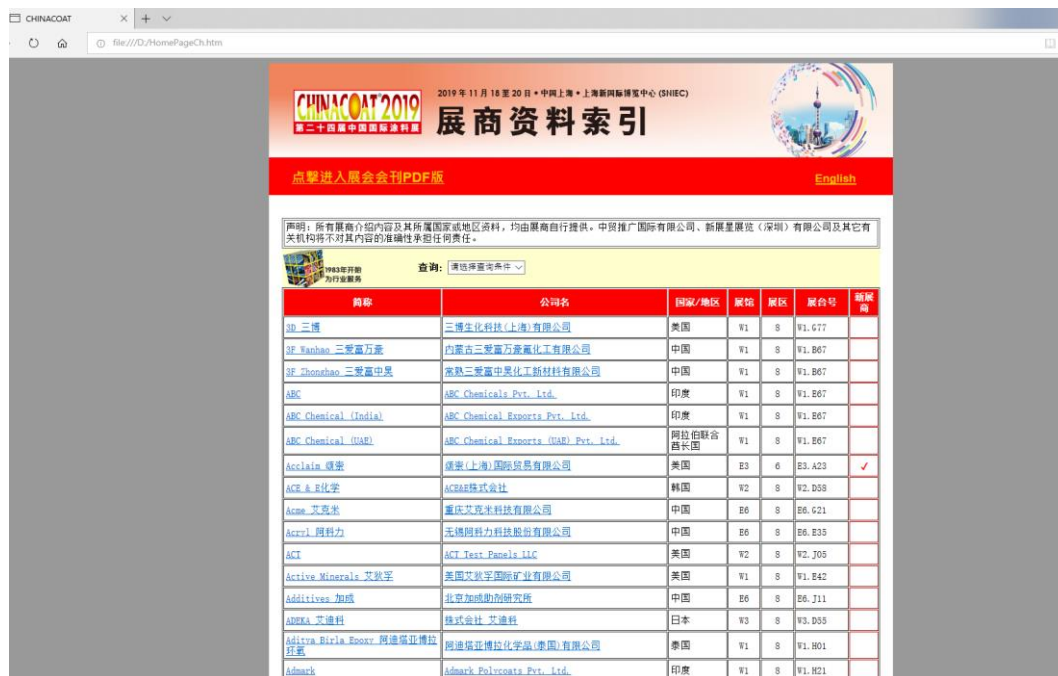 CHINACOAT
file:///D:/HomePageCh.htm
2019年11月18至20日•中国上海•上海新国际博览中心 (SNIEC)
CHINACOAT'2019
第二十四届中国国际涂料展
展商资料索引
点擊进入展会会刊PDF版 English
声明：所有展商介绍内容及其所属国家或地区资料，均由展商自行提供。中贸推广国际有限公司、新展星展览（深圳）有限公司及其它有
关机构将不对其内容的准确性承担任何责任。
1983年开始
为行业服务
查询: 请选择查询条件
简称 公司名 国家/地区 展馆 展区 展台号 新展商
3D 三博 三博生化科技(上海)有限公司 美国 W1 8 W1.G77
3F Wanhao 三爱富万豪 内蒙古三爱富万豪氟化工有限公司 中国 W1 8 W1.B67
3F Zhonghao 三爱富中昊 常熟三爱富中昊化工新材料有限公司 中国 W1 8 W1.B67
ABC ABC Chemicals Pvt. Ltd. 印度 W1 8 W1.E67
ABC Chemical (India) ABC Chemical Exports Pvt. Ltd. 印度 W1 8 W1.E67
ABC Chemical (UAE) ABC Chemical Exports (UAE) Pvt. Ltd. 阿拉伯联合酋长国 W1 8 W1.E67
Acclaim 颂崇 颂崇(上海)国际贸易有限公司 美国 E3 6 E3.A23 ✓
ACE & E化学 ACE&E株式会社 韩国 W2 8 W2.D58
Acme 艾克米 重庆艾克米科技有限公司 中国 E6 8 E6.G21
Acryl 阿科力 无锡阿科力科技股份有限公司 中国 E6 8 E6.E35
ACT ACT Test Panels LLC 美国 W2 8 W2.J05
Active Minerals 艾狄孚 美国艾狄孚国际矿业有限公司 美国 W1 8 W1.E42
Additives 加成 北京加成助剂研究所 中国 E6 8 E6.J11
ADEKA 艾迪科 株式会社 艾迪科 日本 W3 8 W3.D55
Aditya Birla Epoxy 阿迪塔亚博拉环氧 阿迪塔亚博拉化学品(泰国)有限公司 泰国 W1 8 W1.H01
Admark Admark Polycoats Pvt. Ltd. 印度 W1 8 W1.H21